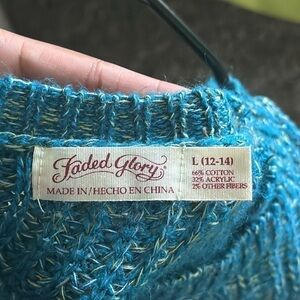 Faded Glory
MADE IN/HECHO EN CHINA
L (12-14)
66% COTTON
32% ACRYLIC
2% OTHER FIBERS